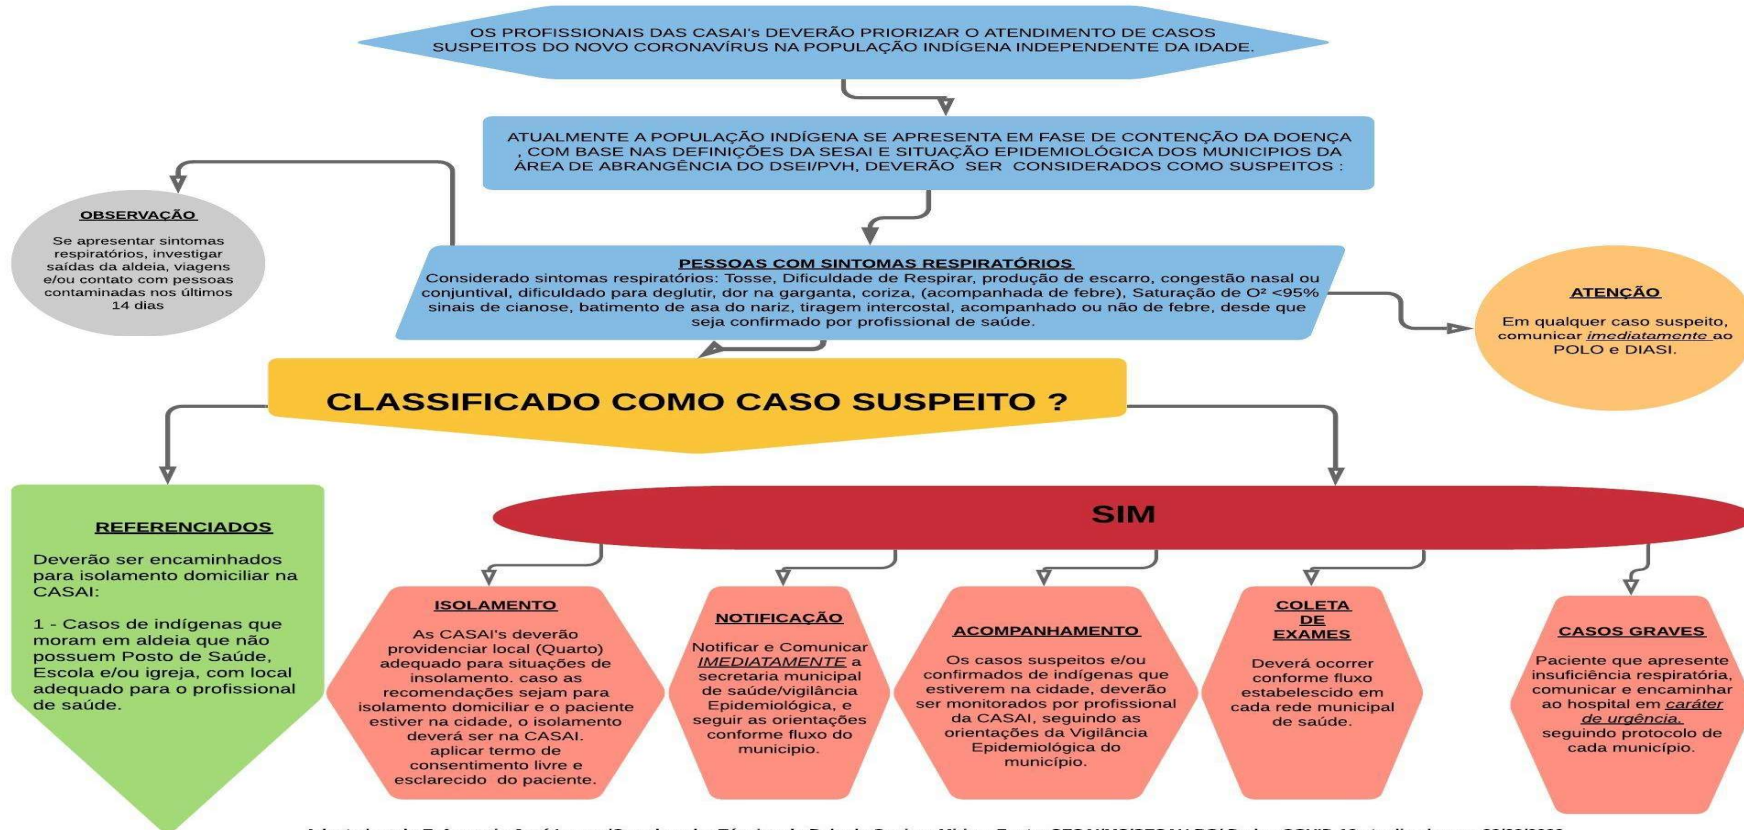 OS PROFISSIONAIS DAS CASAI's DEVERÃO PRIORIZAR O ATENDIMENTO DE CASOS
SUSPEITOS DO NOVO CORONAVÍRUS NA POPULAÇÃO INDÍGENA INDEPENDENTE DA IDADE.
ATUALMENTE A POPULAÇÃO INDÍGENA SE APRESENTA EM FASE DE CONTENÇÃO DA DOENÇA
, COM BASE NAS DEFINIÇÕES DA SESAI E SITUAÇÃO EPIDEMIOLÓGICA DOS MUNICIPIOS DA
ÁREA DE ABRANGÊNCIA DO DSEI/PVH, DEVERÃO SER CONSIDERADOS COMO SUSPEITOS :
OBSERVAÇÃO
Se apresentar sintomas
respiratórios, investigar
saídas da aldeia, viagens
e/ou contato com pessoas
contaminadas nos últimos
14 dias
PESSOAS COM SINTOMAS RESPIRATÓRIOS
Considerado sintomas respiratórios: Tosse, Dificuldade de Respirar, produção de escarro, congestão nasal ou
conjuntival, dificuldado para deglutir, dor na garganta, coriza, (acompanhada de febre), Saturação de O² <95%
sinais de cianose, batimento de asa do nariz, tiragem intercostal, acompanhado ou não de febre, desde que
seja confirmado por profissional de saúde.
ATENÇÃO
Em qualquer caso suspeito,
comunicar imediatamente ao
POLO e DIASI.
CLASSIFICADO COMO CASO SUSPEITO ?
REFERENCIADOS
Deverão ser encaminhados
para isolamento domiciliar na
CASAI:
1 - Casos de indígenas que
moram em aldeia que não
possuem Posto de Saúde,
Escola e/ou igreja, com local
adequado para o profissional
de saúde.
SIM
ISOLAMENTO
As CASAI's deverão
providenciar local (Quarto)
adequado para situações de
insolamento. caso as
recomendações sejam para
isolamento domiciliar e o paciente
estiver na cidade, o isolamento
deverá ser na CASAI.
aplicar termo de
consentimento livre e
esclarecido do paciente.
NOTIFICAÇÃO
Notificar e Comunicar
IMEDIATAMENTE a
secretaria municipal
de saúde/vigilância
Epidemiológica, e
seguir as orientações
conforme fluxo do
municipio.
ACOMPANHAMENTO
Os casos suspeitos e/ou
confirmados de indígenas que
estiverem na cidade, deverão
ser monitorados por profissional
da CASAI, seguindo as
orientações da Vigilância
Epidemiológica do
município.
COLETA
DE
EXAMES
Deverá ocorrer
conforme fluxo
estabelescido em
cada rede municipal
de saúde.
CASOS GRAVES
Paciente que apresente
insuficiência respiratória,
comunicar e encaminhar
ao hospital em caráter
de urgência,
seguindo protocolo de
cada município.